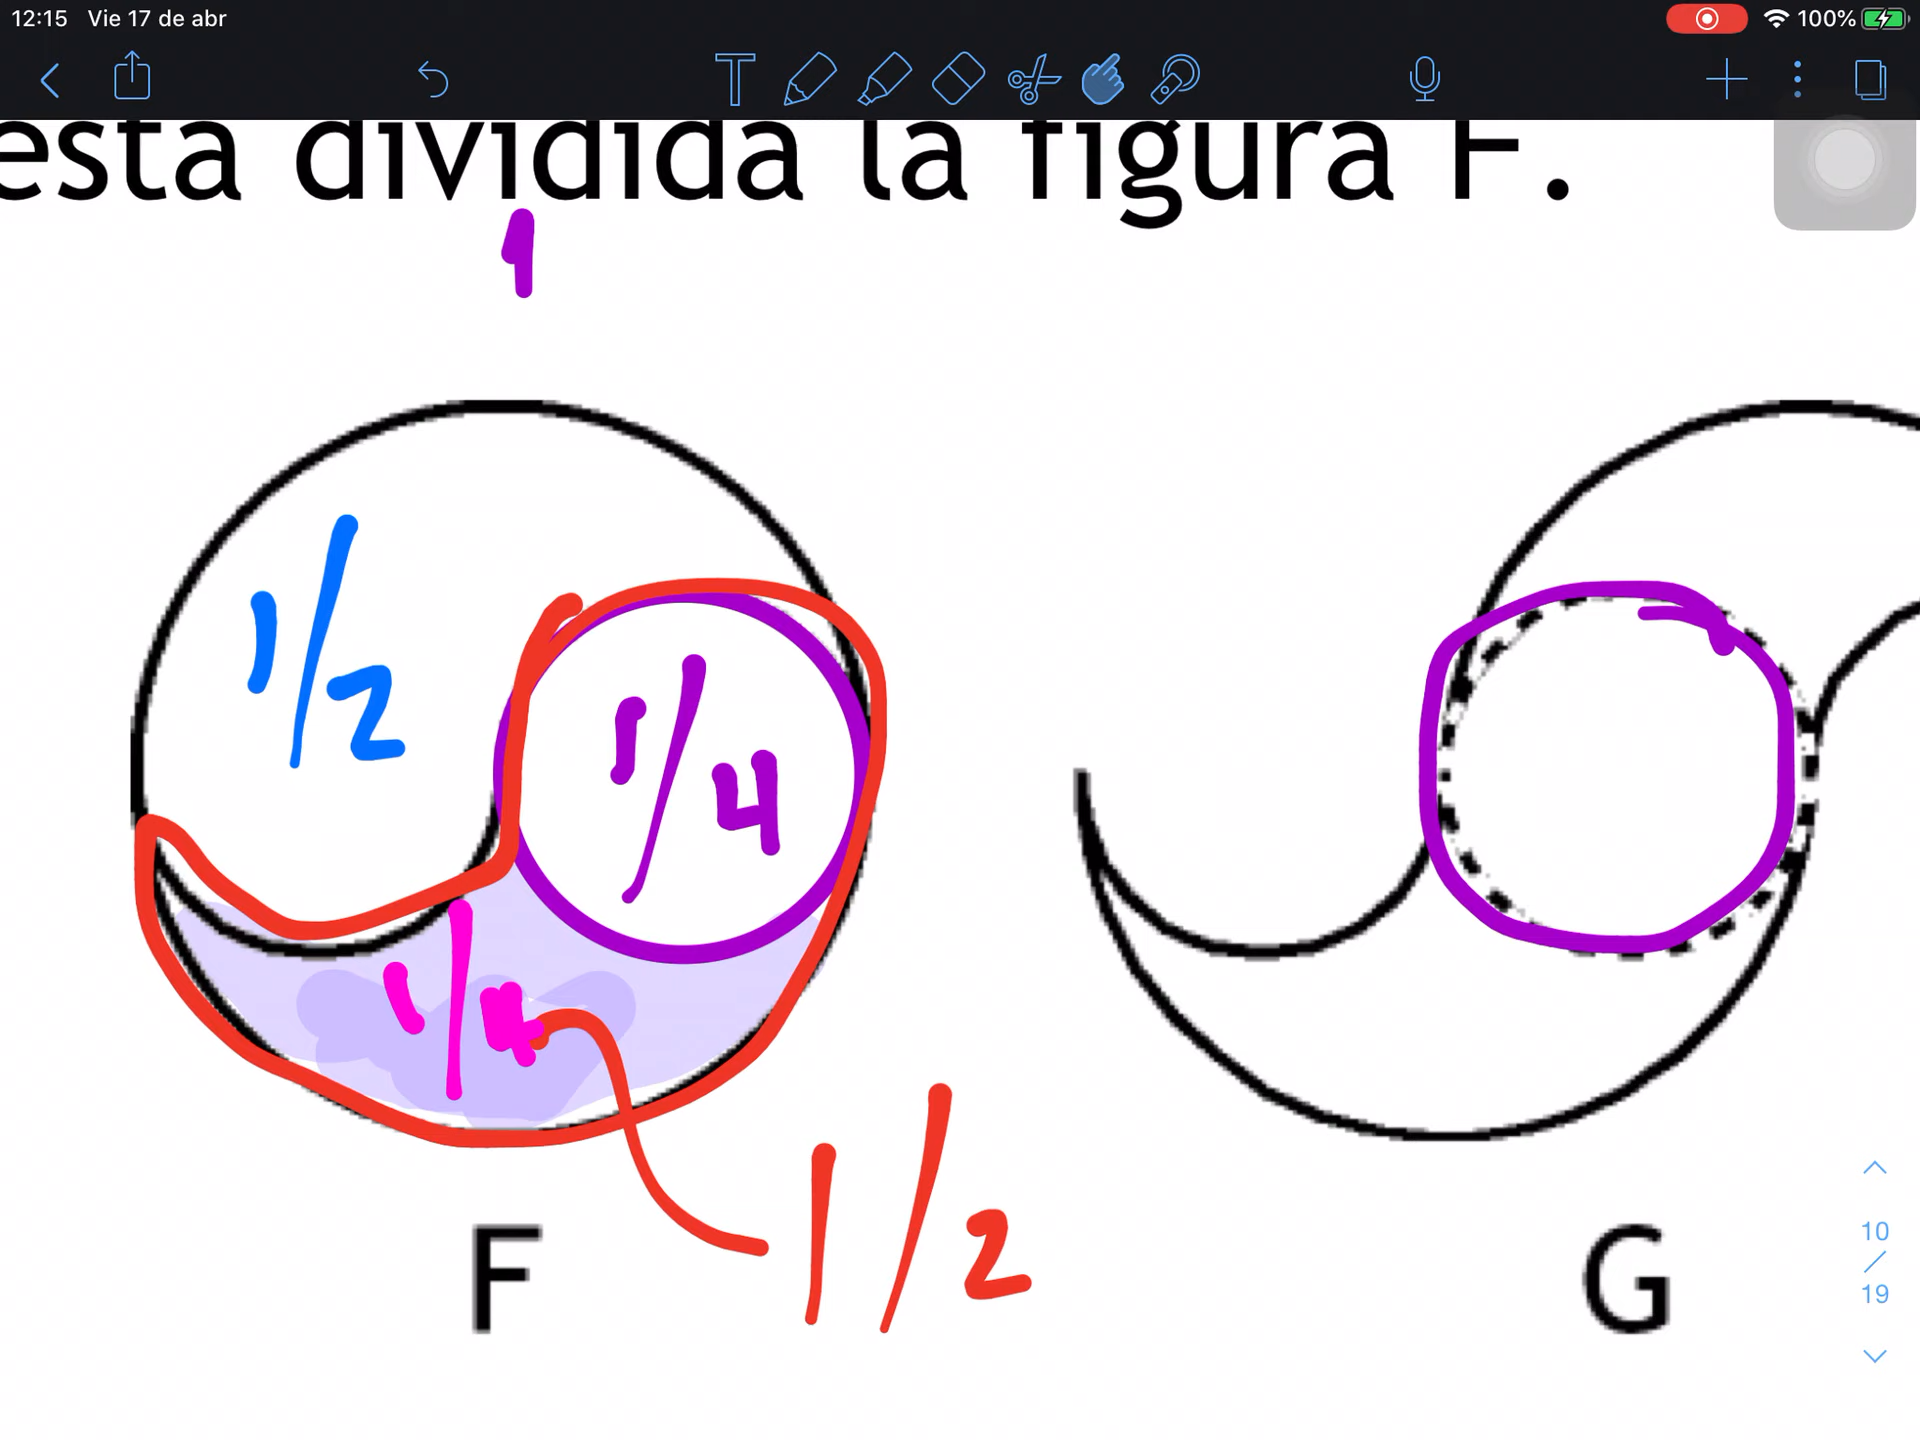 12:15 Vie 17 de abr 100%
está dividida la figura F.
1
1/2
1/4
1/4
1/2
F
G
10
/
19